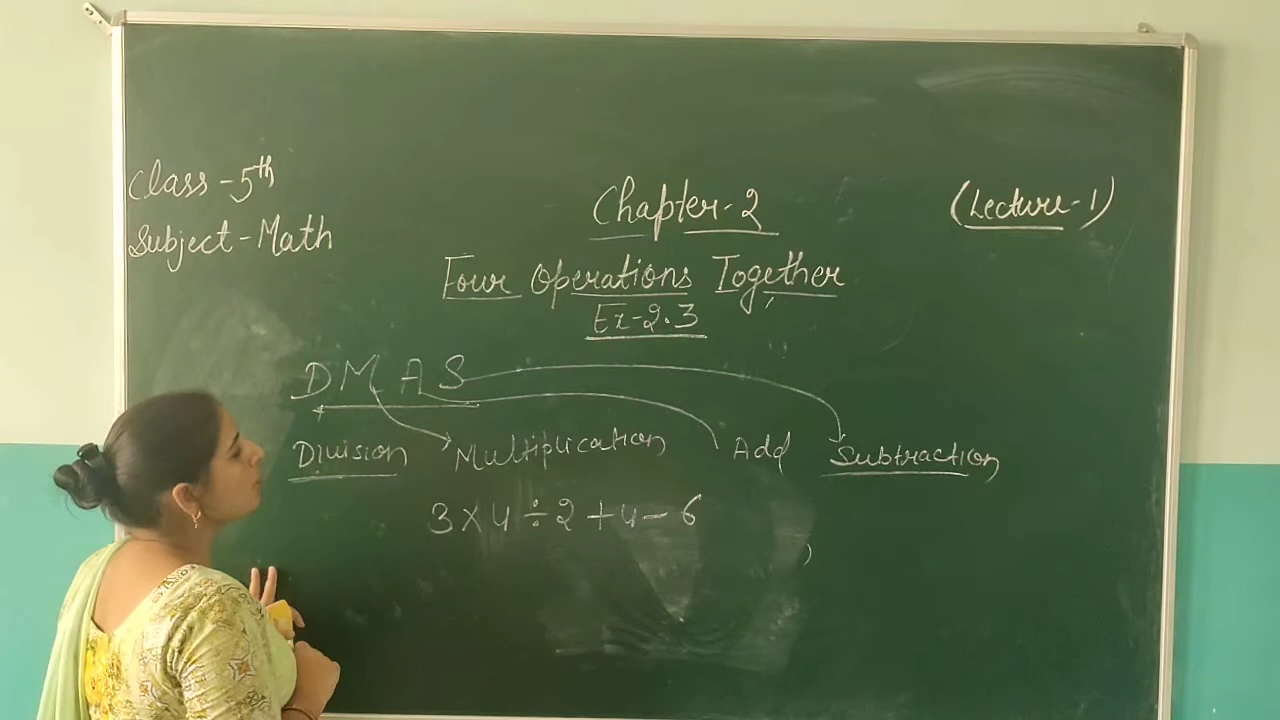 Class - 5th
Subject - Math
Chapter - 2
(Lecture - 1)
Four Operations Together
Ex - 2.3
D M A S
Division Multiplication Add Subtraction
3 × 4 ÷ 2 + 4 - 6